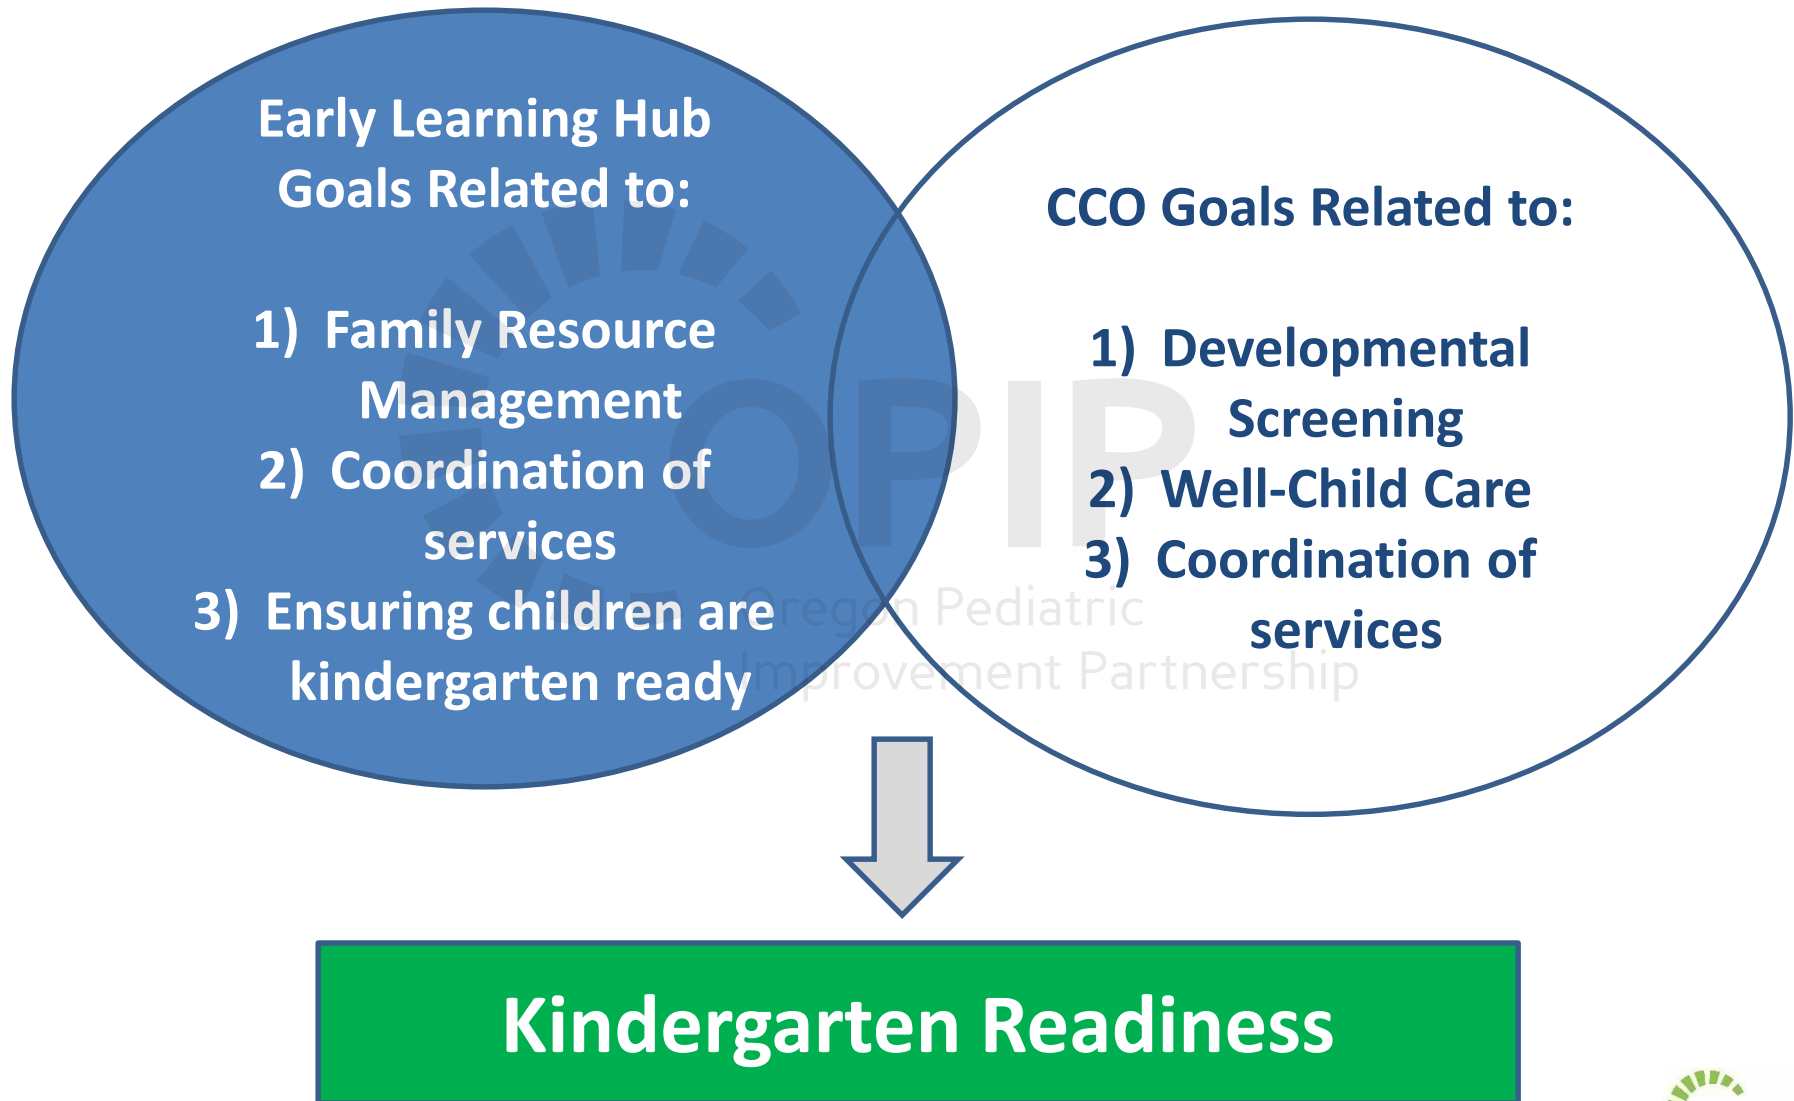 Early Learning Hub
Goals Related to:
1) Family Resource
Management
2) Coordination of
services
3) Ensuring children are
kindergarten ready
CCO Goals Related to:
1) Developmental
Screening
2) Well-Child Care
3) Coordination of
services
OPIP
Oregon Pediatric
Improvement Partnership
Kindergarten Readiness